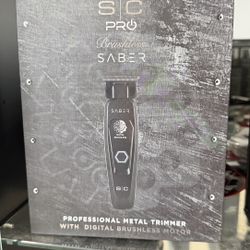 S|C
PRO
Brushless
SABER
SABER
S|C
PROFESSIONAL METAL TRIMMER
WITH DIGITAL BRUSHLESS MOTOR